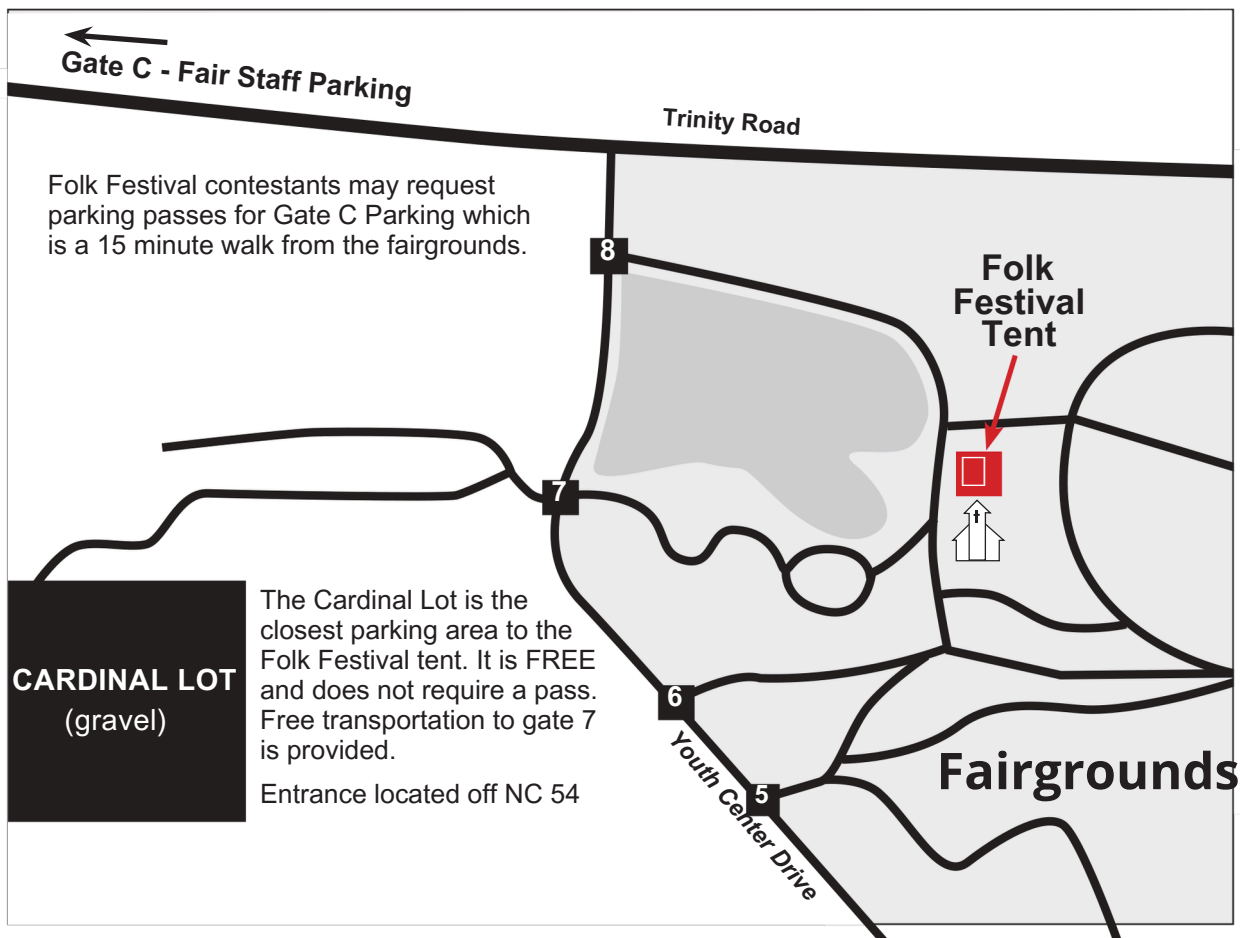 Gate C - Fair Staff Parking
Trinity Road
Folk Festival contestants may request
parking passes for Gate C Parking which
is a 15 minute walk from the fairgrounds.
8
Folk
Festival
Tent
7
The Cardinal Lot is the
closest parking area to the
Folk Festival tent. It is FREE
and does not require a pass.
Free transportation to gate 7
is provided.
Entrance located off NC 54
CARDINAL LOT
(gravel)
6
Youth Center Drive
5
Fairgrounds